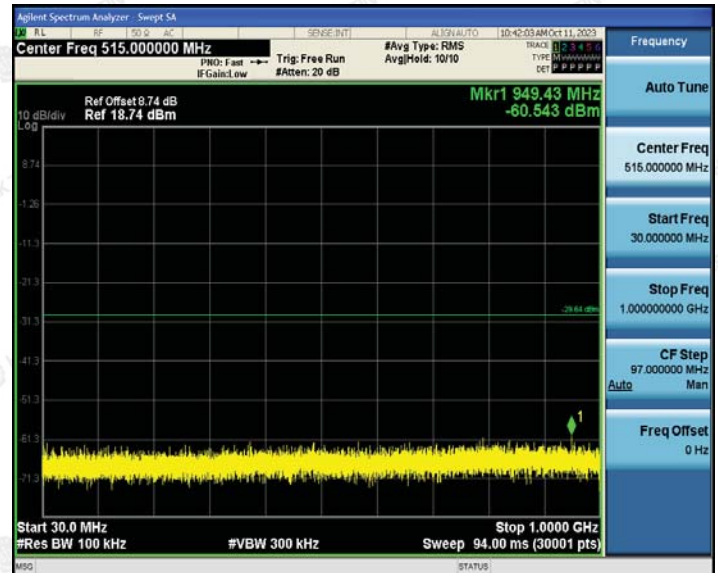 Agilent Spectrum Analyzer - Swept SA
RL RF 50 Ω AC SENSE:INT ALIGN AUTO 10:42:03 AM Oct 11, 2023
Center Freq 515.000000 MHz
PNO: Fast
IFGain:Low
Trig: Free Run
#Atten: 20 dB
#Avg Type: RMS
Avg|Hold: 10/10
TRACE 1 2 3 4 5 6
TYPE M
DET P P P P P P
Frequency
Ref Offset 8.74 dB
10 dB/div Ref 18.74 dBm
Log
Mkr1 949.43 MHz
-60.543 dBm
8.74
-1.26
-11.3
-21.3
-29.64 dBm
-31.3
-41.3
-51.3
1
-61.3
-71.3
Start 30.0 MHz
Stop 1.0000 GHz
#Res BW 100 kHz #VBW 300 kHz Sweep 94.00 ms (30001 pts)
MSG STATUS
Auto Tune
Center Freq
515.000000 MHz
Start Freq
30.000000 MHz
Stop Freq
1.000000000 GHz
CF Step
97.000000 MHz
Auto Man
Freq Offset
0 Hz